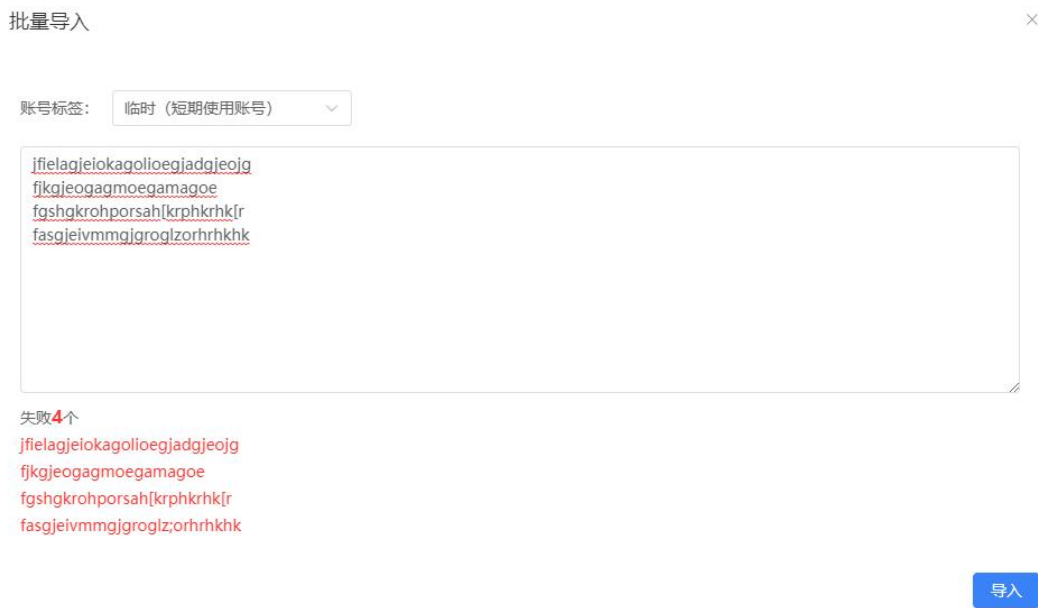 批量导入
账号标签： 临时（短期使用账号）
jfielagjeiokagolioegjadgjeojg
fjkgjeogagmoegamagoe
fgshgkrohporsah[krphkrhk[r
fasgjeivmmgjgroglzorhrhkhk
失败4个
jfielagjeiokagolioegjadgjeojg
fjkgjeogagmoegamagoe
fgshgkrohporsah[krphkrhk[r
fasgjeivmmgjgroglz;orhrhkhk
导入